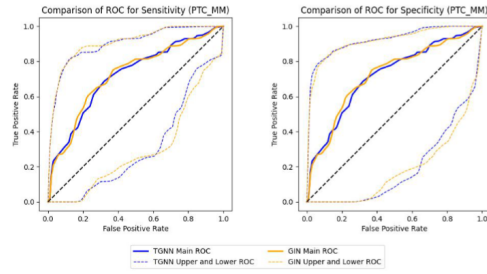 Comparison of ROC for Sensitivity (PTC_MM)
1.0
0.8
0.6
0.4
0.2
0.0
True Positive Rate
0.0 0.2 0.4 0.6 0.8 1.0
False Positive Rate
Comparison of ROC for Specificity (PTC_MM)
1.0
0.8
0.6
0.4
0.2
0.0
True Positive Rate
0.0 0.2 0.4 0.6 0.8 1.0
False Positive Rate
TGNN Main ROC
TGNN Upper and Lower ROC
GIN Main ROC
GIN Upper and Lower ROC